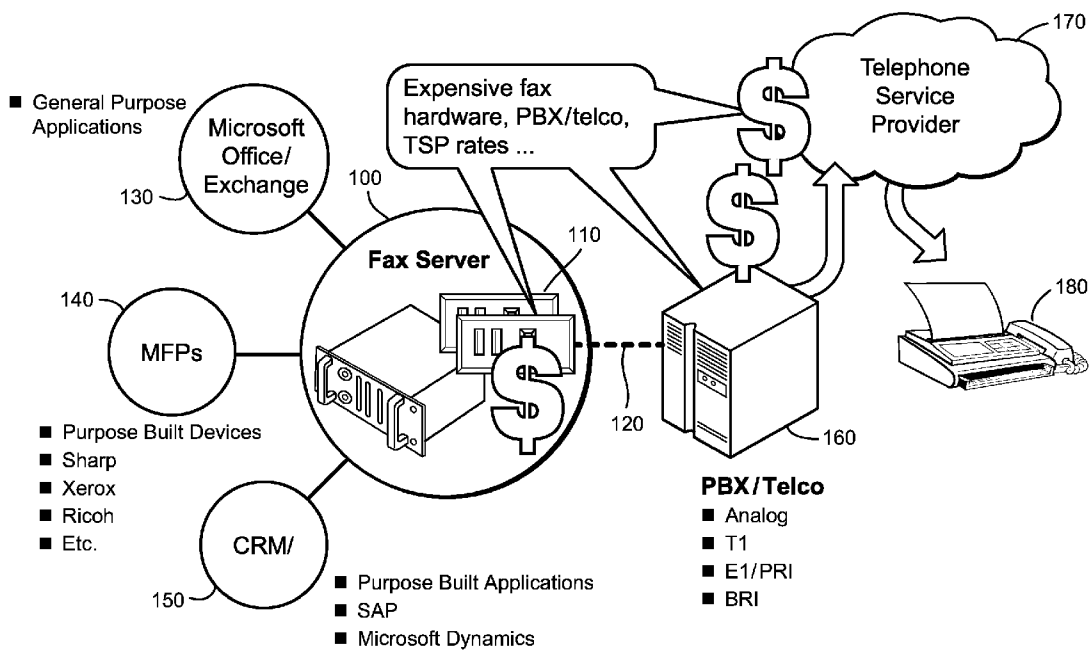 ■ General Purpose
Applications
Microsoft
Office/
Exchange
130
100
Expensive fax
hardware, PBX/telco,
TSP rates ...
$
Telephone
Service
Provider
170
$
Fax Server
110
140
MFPs
$
120
160
180
■ Purpose Built Devices
■ Sharp
■ Xerox
■ Ricoh
■ Etc.
PBX/Telco
■ Analog
■ T1
■ E1/PRI
■ BRI
CRM/
150
■ Purpose Built Applications
■ SAP
■ Microsoft Dynamics